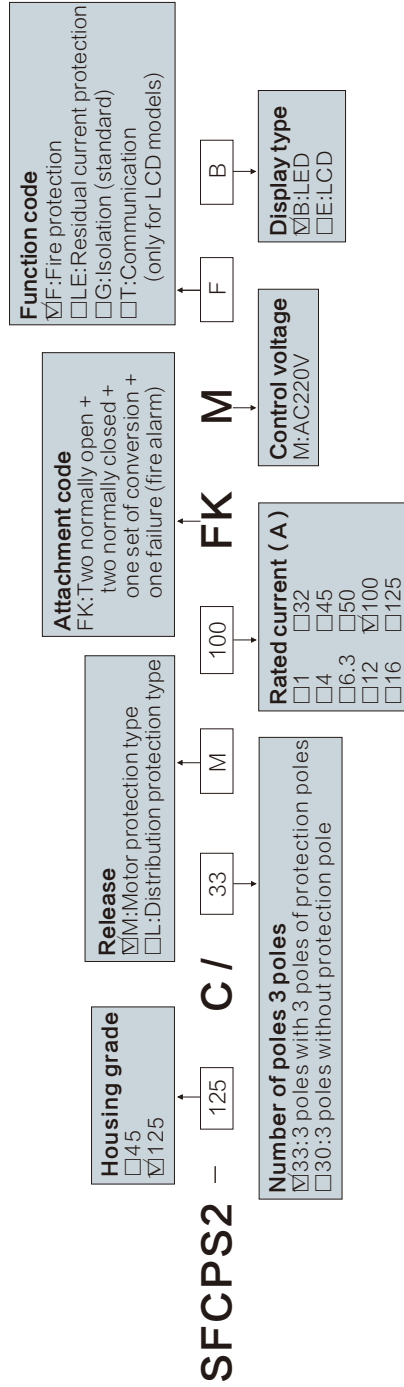 Housing grade
☐45
☑125
Release
☑M:Motor protection type
☐L:Distribution protection type
Attachment code
FK:Two normally open +
two normally closed +
one set of conversion +
one failure (fire alarm)
Function code
☑F:Fire protection
☐LE:Residual current protection
☐G:Isolation (standard)
☐T:Communication
(only for LCD models)
SFCPS2 – 125 C / 33 M 100 FK M F B
Number of poles 3 poles
☑33:3 poles with 3 poles of protection poles
☐30:3 poles without protection pole
Rated current ( A )
☐1 ☐32
☐4 ☐45
☐6.3 ☐50
☐12 ☑100
☐16 ☐125
Control voltage
M:AC220V
Display type
☑B:LED
☐E:LCD